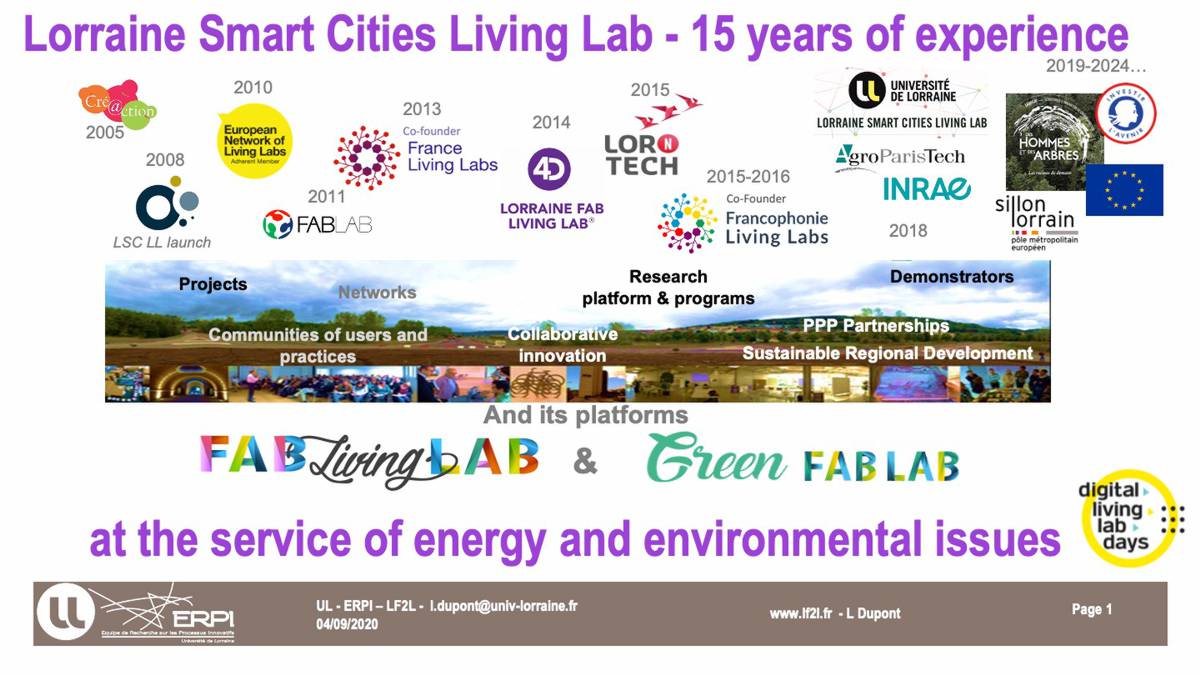 Lorraine Smart Cities Living Lab - 15 years of experience
Cré@ction
2005
2008
LSC LL launch
2010
European
Network of
Living Labs
Adherent Member
2011
FABLAB
2013
Co-founder
France
Living Labs
2014
4D
LORRAINE FAB
LIVING LAB®
2015
LORN
TECH
2015-2016
Co-Founder
Francophonie
Living Labs
UNIVERSITÉ
DE LORRAINE
LORRAINE SMART CITIES LIVING LAB
AgroParisTech
INRAE
2018
2019-2024…
DES
HOMMES
ET DES
ARBRES
Les racines de demain
INVESTIR
L'AVENIR
sillon
lorrain
pôle métropolitain
européen
Projects
Networks
Research
platform & programs
Demonstrators
Communities of users and
practices
Collaborative
innovation
PPP Partnerships
Sustainable Regional Development
And its platforms
FAB Living LAB & Green FAB LAB
at the service of energy and environmental issues
digital
living
lab
days
ERPI
Equipe de Recherche sur les Processus Innovatifs
Université de Lorraine
UL - ERPI – LF2L - l.dupont@univ-lorraine.fr
04/09/2020
www.lf2l.fr - L Dupont
Page 1